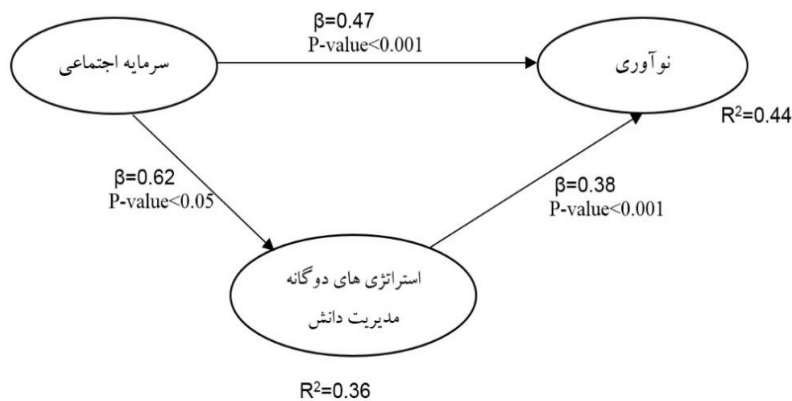 β=0.47
P-value<0.001
سرمایه اجتماعی
نوآوری
R²=0.44
β=0.62
P-value<0.05
β=0.38
P-value<0.001
استراتژی های دوگانه
مدیریت دانش
R²=0.36